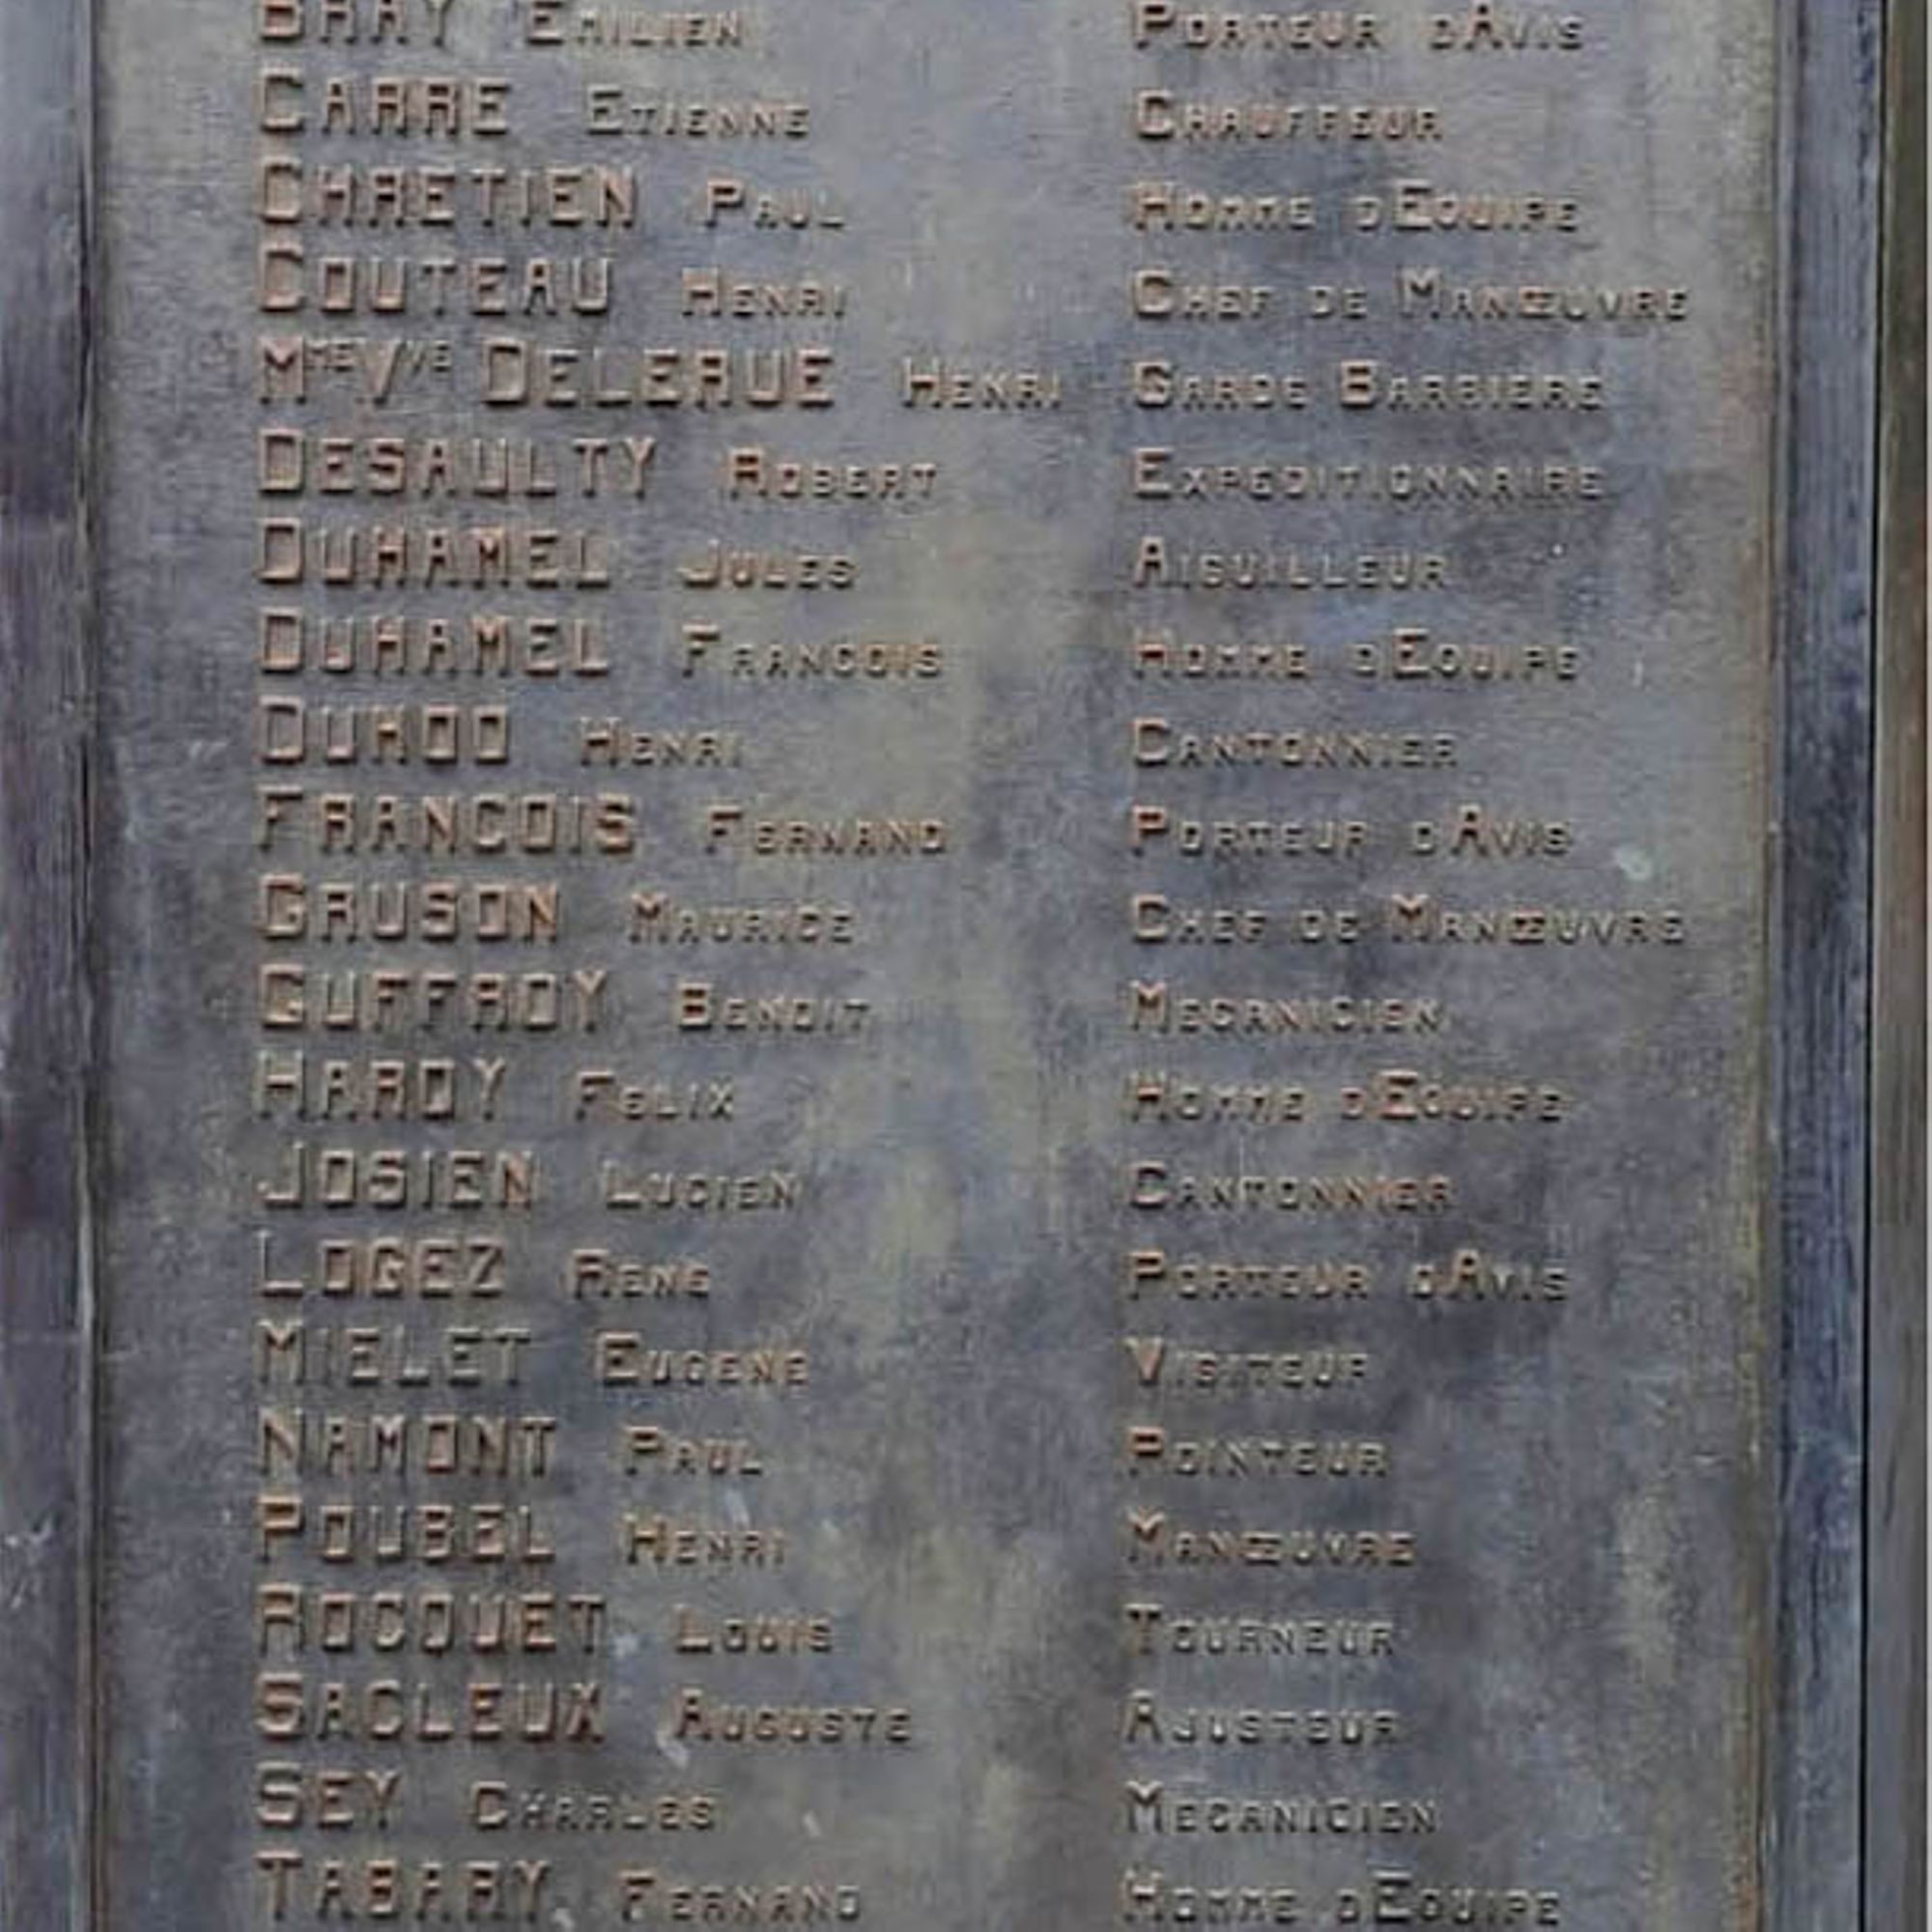 BRAY EMILIEN PORTEUR D'AVIS
CARRE ETIENNE CHAUFFEUR
CHRETIEN PAUL HOMME D'EQUIPE
COUTEAU HENRI CHEF DE MANŒUVRE
MME VVE DELERUE HENRI GARDE BARRIERE
DESAULTY ROBERT EXPEDITIONNAIRE
DUHAMEL JULES AIGUILLEUR
DUHAMEL FRANCOIS HOMME D'EQUIPE
DUHOO HENRI CANTONNIER
FRANCOIS FERNAND PORTEUR D'AVIS
GRUSON MAURICE CHEF DE MANŒUVRE
GUFFROY BENOIT MECANICIEN
HARDY FELIX HOMME D'EQUIPE
JOSIEN LUCIEN CANTONNIER
LOGEZ RENE PORTEUR D'AVIS
MIELET EUGENE VISITEUR
NAMONT PAUL POINTEUR
POUBEL HENRI MANŒUVRE
ROCQUET LOUIS TOURNEUR
SACLEUX AUGUSTE AJUSTEUR
SEY CHARLES MECANICIEN
TABARY FERNAND HOMME D'EQUIPE